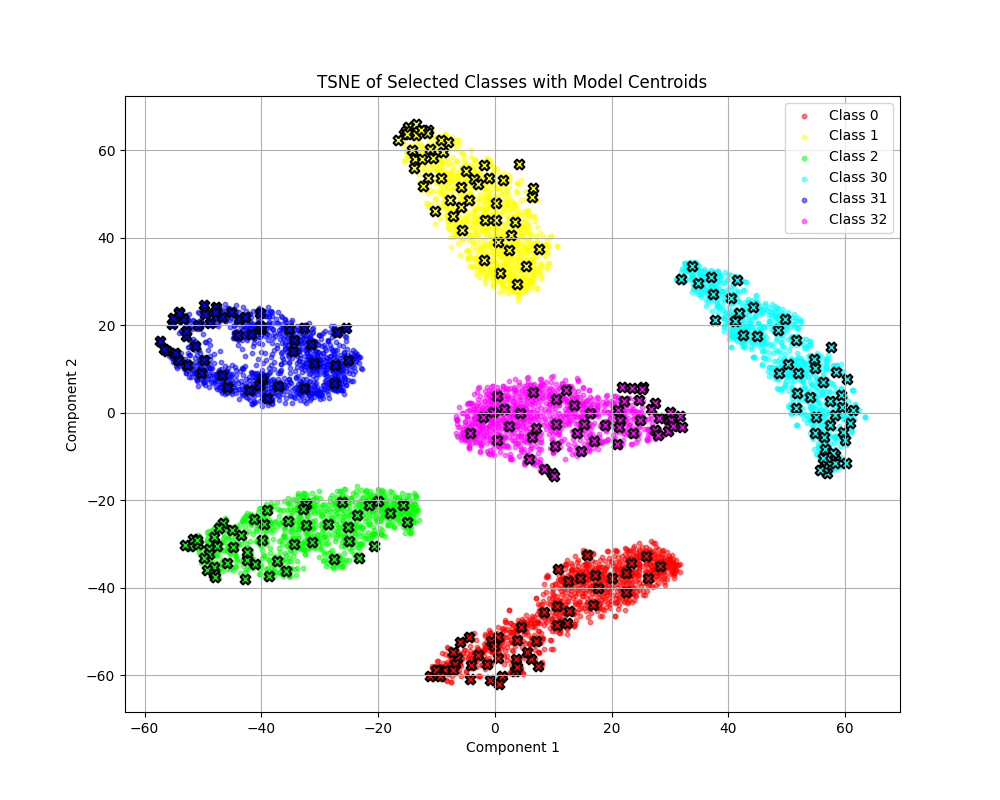 TSNE of Selected Classes with Model Centroids
Class 0
Class 1
Class 2
Class 30
Class 31
Class 32
60
40
20
0
−20
−40
−60
Component 2
−60 −40 −20 0 20 40 60
Component 1